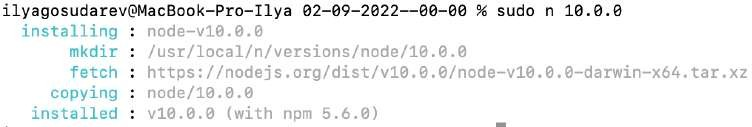 ilyagosudarev@MacBook-Pro-Ilya 02-09-2022--00-00 % sudo n 10.0.0
installing : node-v10.0.0
mkdir : /usr/local/n/versions/node/10.0.0
fetch : https://nodejs.org/dist/v10.0.0/node-v10.0.0-darwin-x64.tar.xz
copying : node/10.0.0
installed : v10.0.0 (with npm 5.6.0)